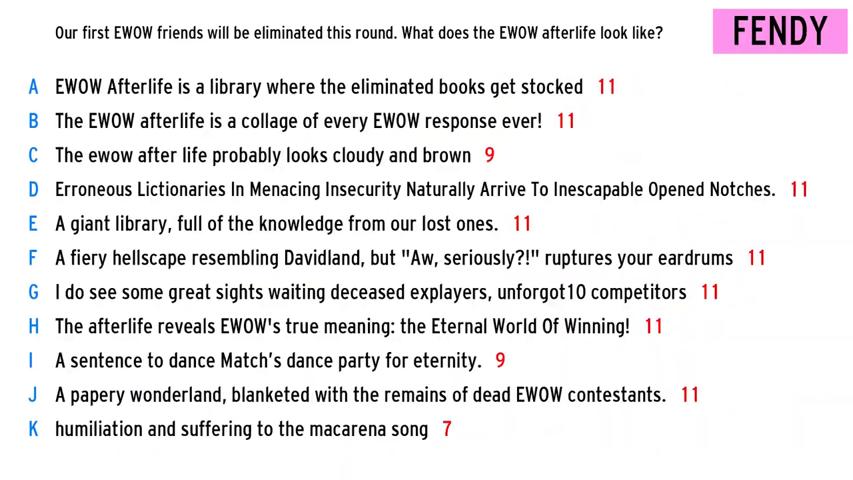 Our first EWOW friends will be eliminated this round. What does the EWOW afterlife look like?
FENDY
A EWOW Afterlife is a library where the eliminated books get stocked 11
B The EWOW afterlife is a collage of every EWOW response ever! 11
C The ewow after life probably looks cloudy and brown 9
D Erroneous Lictionaries In Menacing Insecurity Naturally Arrive To Inescapable Opened Notches. 11
E A giant library, full of the knowledge from our lost ones. 11
F A fiery hellscape resembling Davidland, but "Aw, seriously?!" ruptures your eardrums 11
G I do see some great sights waiting deceased explayers, unforgot10 competitors 11
H The afterlife reveals EWOW's true meaning: the Eternal World Of Winning! 11
I A sentence to dance Match's dance party for eternity. 9
J A papery wonderland, blanketed with the remains of dead EWOW contestants. 11
K humiliation and suffering to the macarena song 7